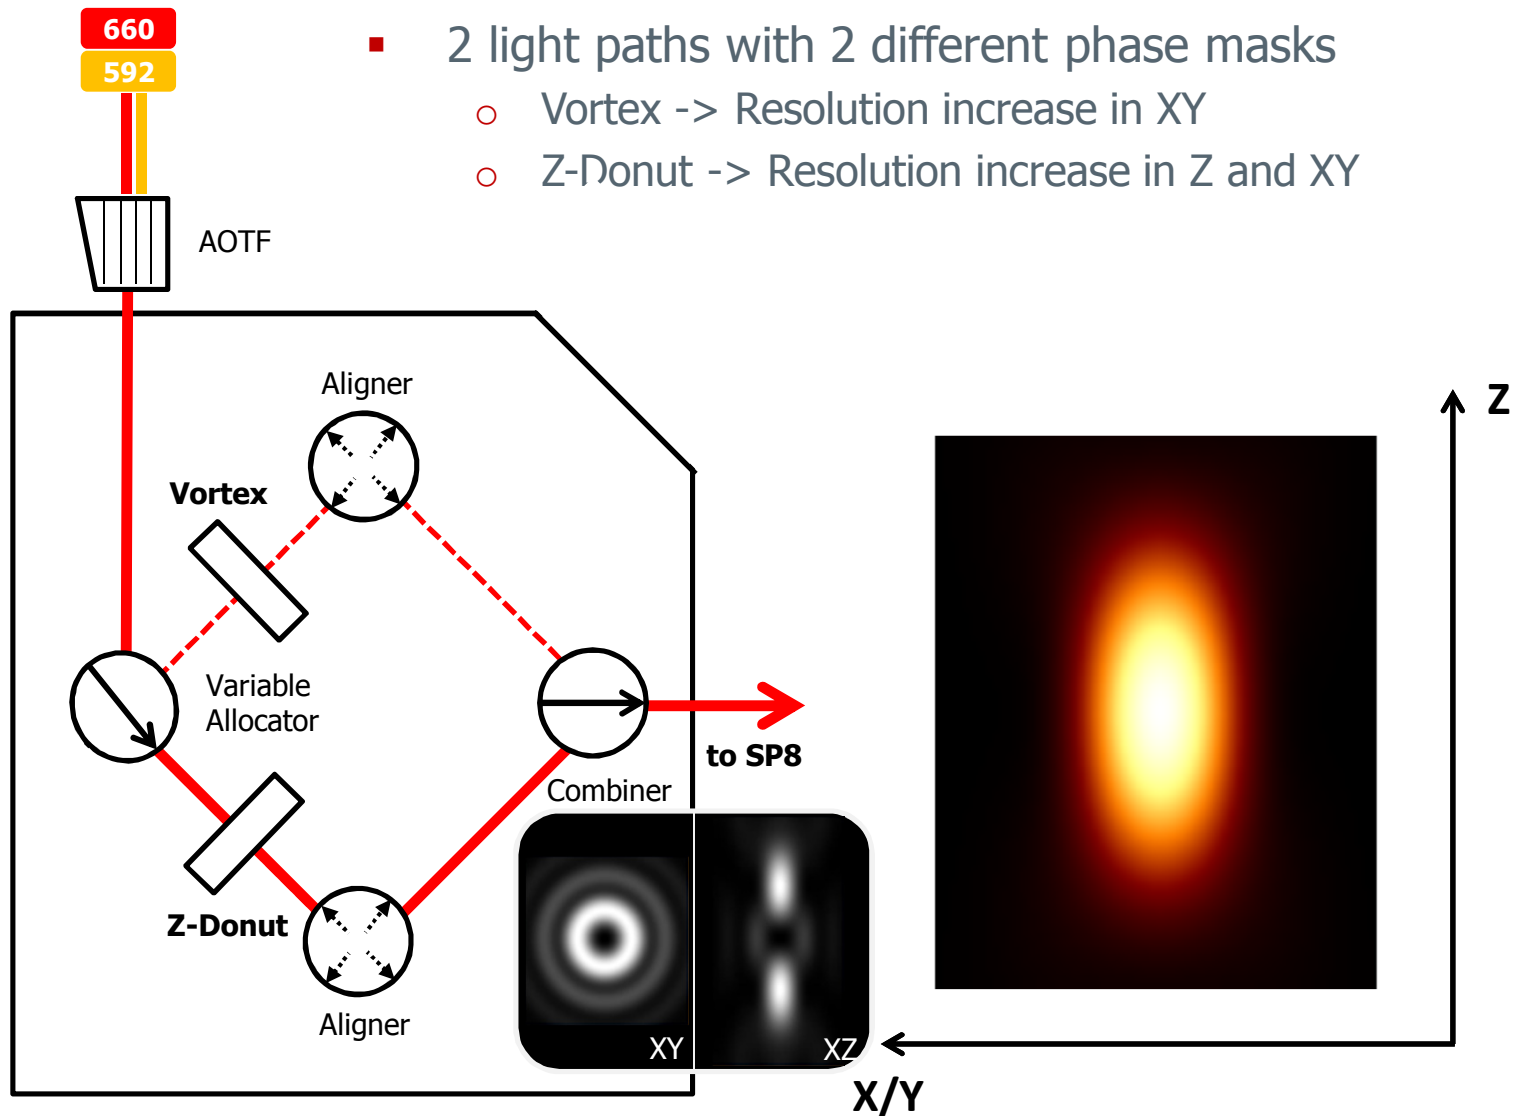 660
592
▪ 2 light paths with 2 different phase masks
o Vortex -> Resolution increase in XY
o Z-Donut -> Resolution increase in Z and XY
AOTF
Aligner
Z
Vortex
Variable
Allocator
to SP8
Combiner
Z-Donut
Aligner
XY
XZ
X/Y